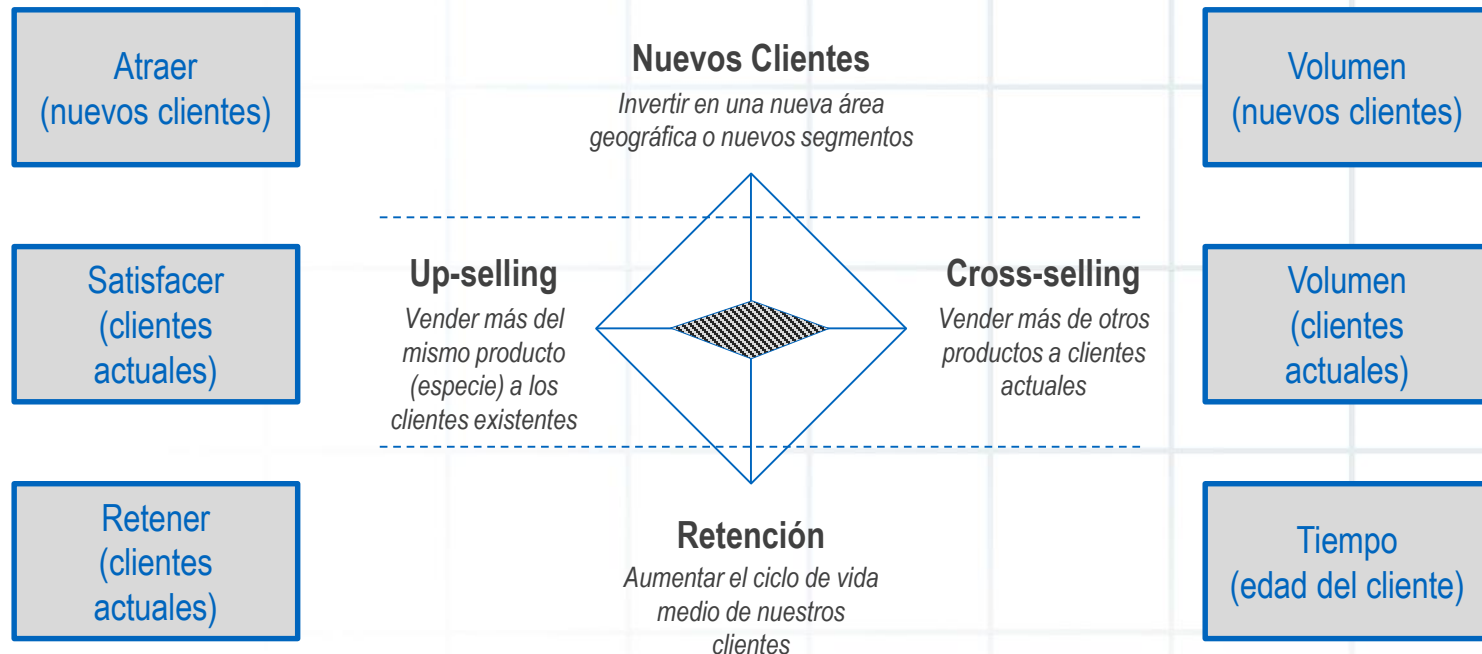 Atraer
(nuevos clientes)
Nuevos Clientes
Invertir en una nueva área
geográfica o nuevos segmentos
Volumen
(nuevos clientes)
Satisfacer
(clientes
actuales)
Up-selling
Vender más del
mismo producto
(especie) a los
clientes existentes
Cross-selling
Vender más de otros
productos a clientes
actuales
Volumen
(clientes
actuales)
Retener
(clientes
actuales)
Retención
Aumentar el ciclo de vida
medio de nuestros
clientes
Tiempo
(edad del cliente)